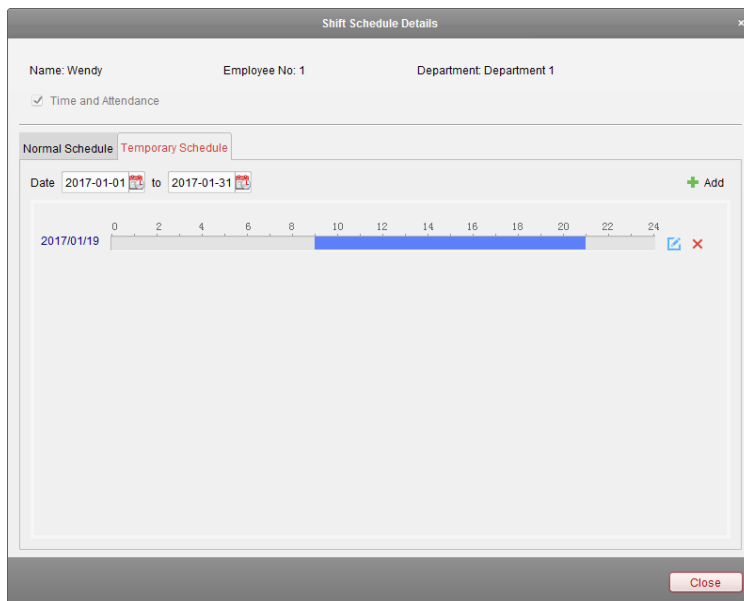 Shift Schedule Details ×
Name: Wendy Employee No: 1 Department: Department 1
Time and Attendance
Normal Schedule Temporary Schedule
Date 2017-01-01 to 2017-01-31 Add
0 2 4 6 8 10 12 14 16 18 20 22 24
2017/01/19
Close